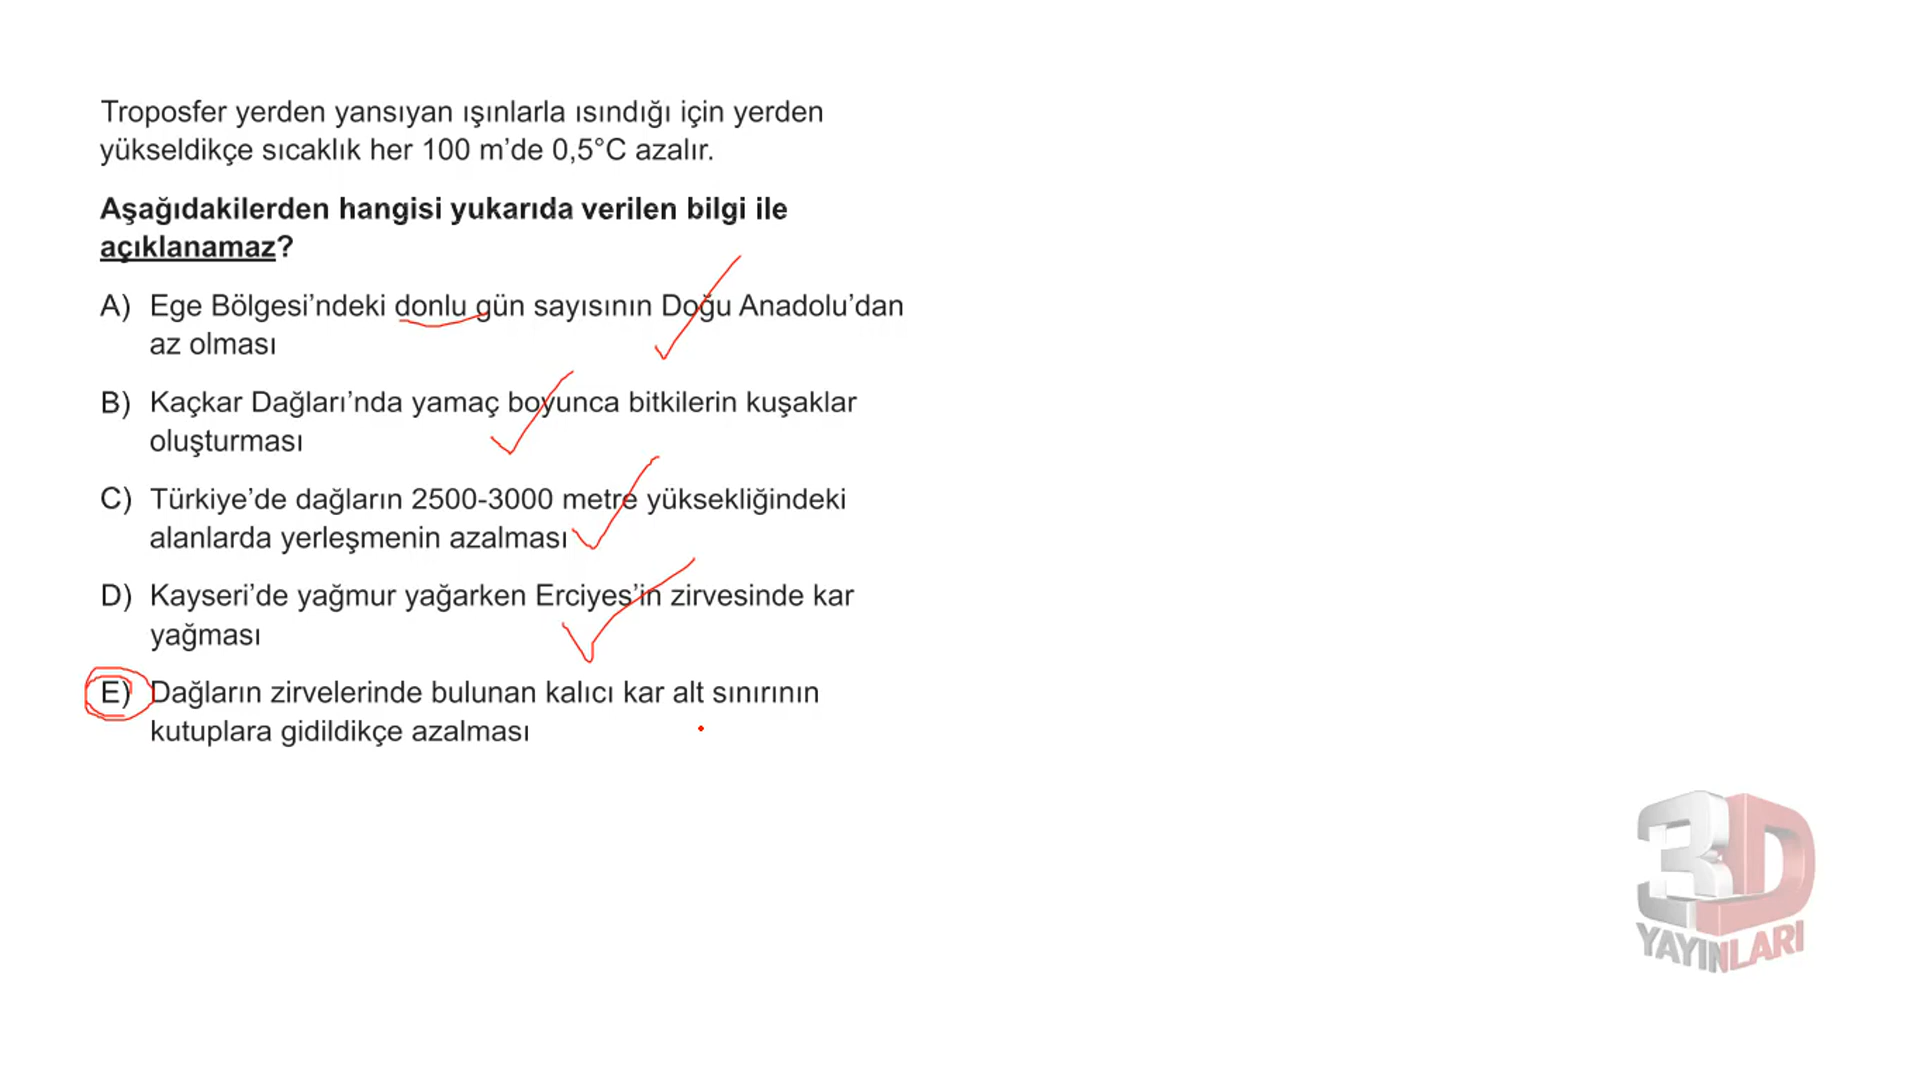 Troposfer yerden yansıyan ışınlarla ısındığı için yerden
yükseldikçe sıcaklık her 100 m’de 0,5°C azalır.
Aşağıdakilerden hangisi yukarıda verilen bilgi ile
açıklanamaz?
A) Ege Bölgesi’ndeki donlu gün sayısının Doğu Anadolu’dan
az olması
B) Kaçkar Dağları’nda yamaç boyunca bitkilerin kuşaklar
oluşturması
C) Türkiye’de dağların 2500-3000 metre yüksekliğindeki
alanlarda yerleşmenin azalması
D) Kayseri’de yağmur yağarken Erciyes’in zirvesinde kar
yağması
E) Dağların zirvelerinde bulunan kalıcı kar alt sınırının
kutuplara gidildikçe azalması
3D
YAYINLARI